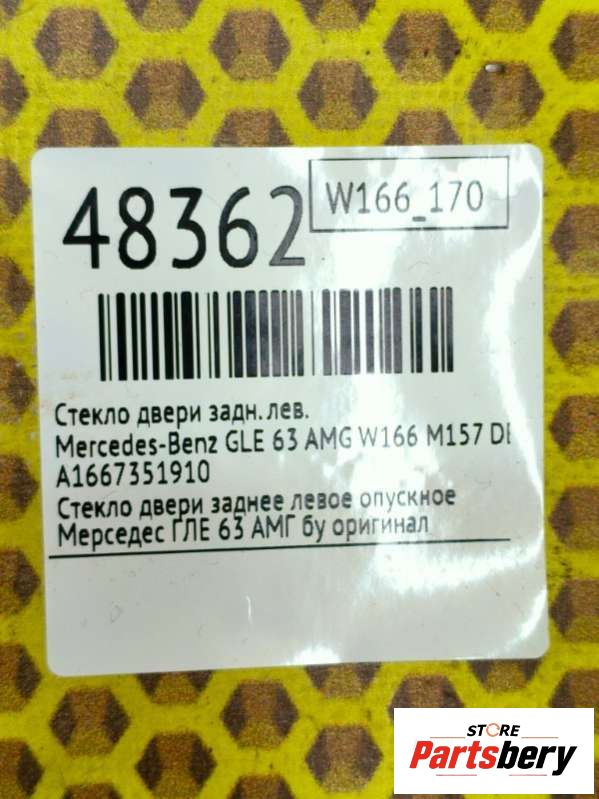 48362
W166_170
Стекло двери задн. лев.
Mercedes-Benz GLE 63 AMG W166 M157 DE
A1667351910
Стекло двери заднее левое опускное
Мерседес ГЛЕ 63 АМГ бу оригинал
STORE
Partsbery